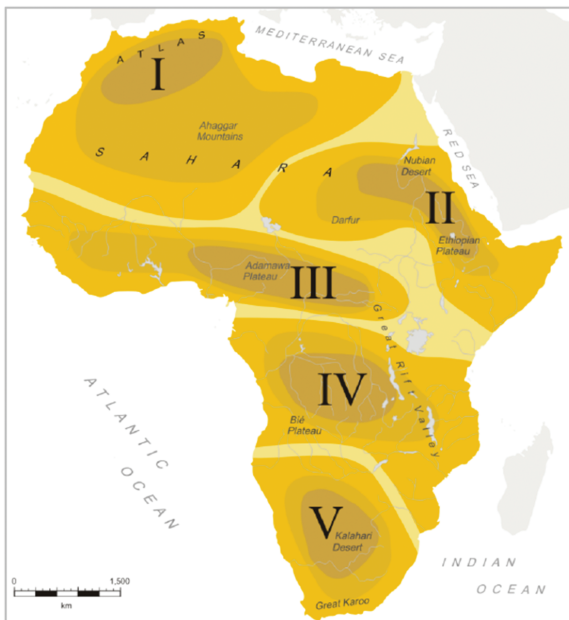 MEDITERRANEAN SEA
ATLAS
I
Ahaggar
Mountains
SAHARA
RED SEA
Nubian
Desert
II
Darfur
Ethiopian
Plateau
Adamawa
Plateau
III
Great Rift Valley
IV
Bié
Plateau
ATLANTIC
OCEAN
V
Kalahari
Desert
INDIAN
OCEAN
0 1,500
km
Great Karoo